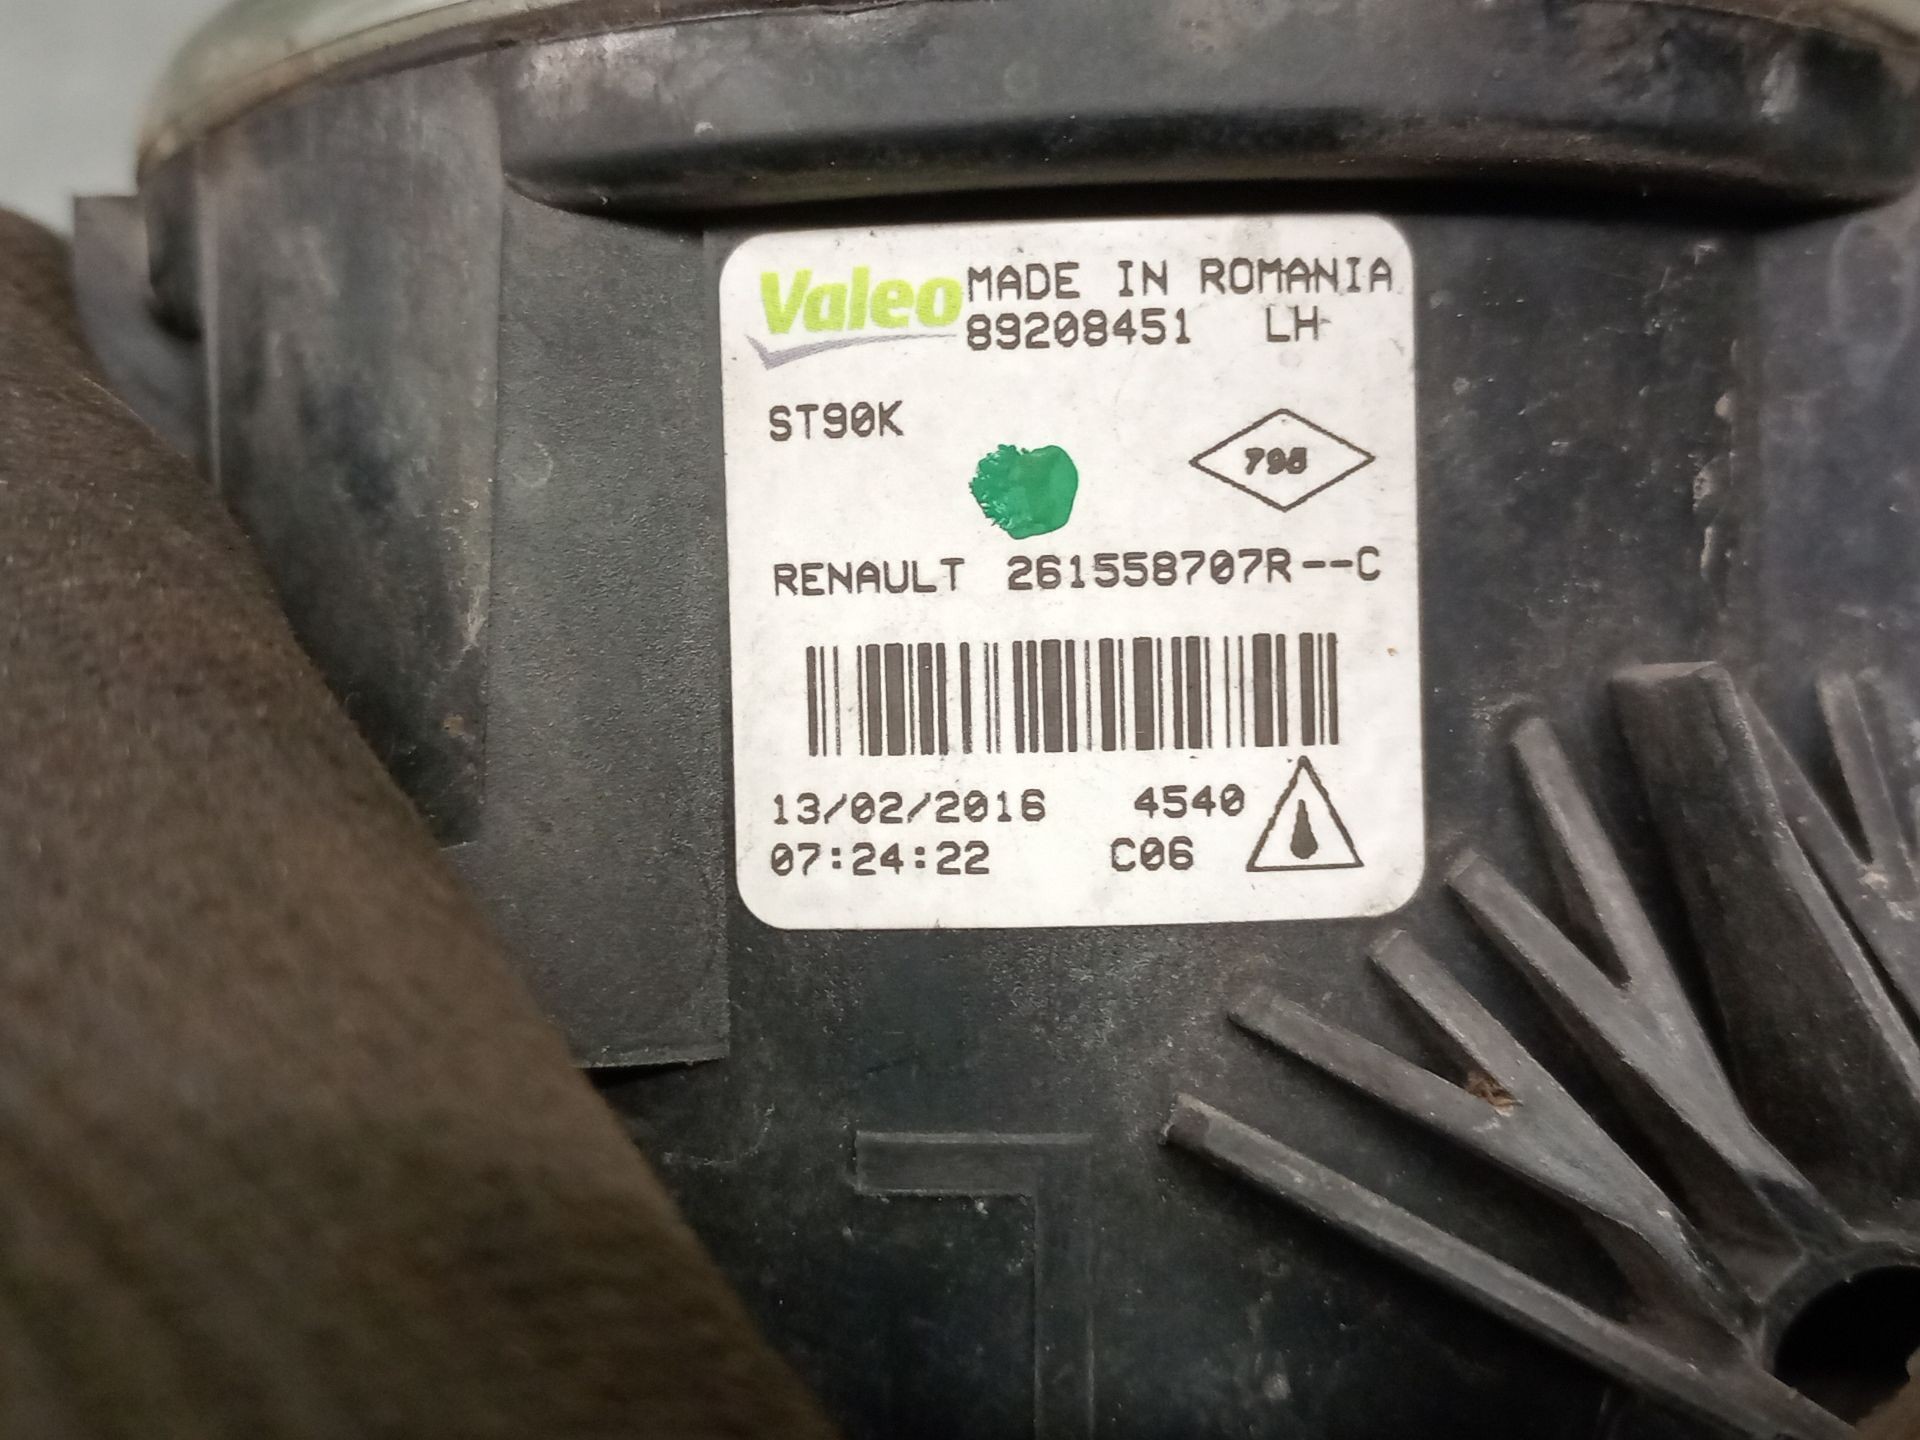 Valeo MADE IN ROMANIA
89208451 LH
ST90K
RENAULT 261558707R--C
13/02/2016 4540
07:24:22 C06